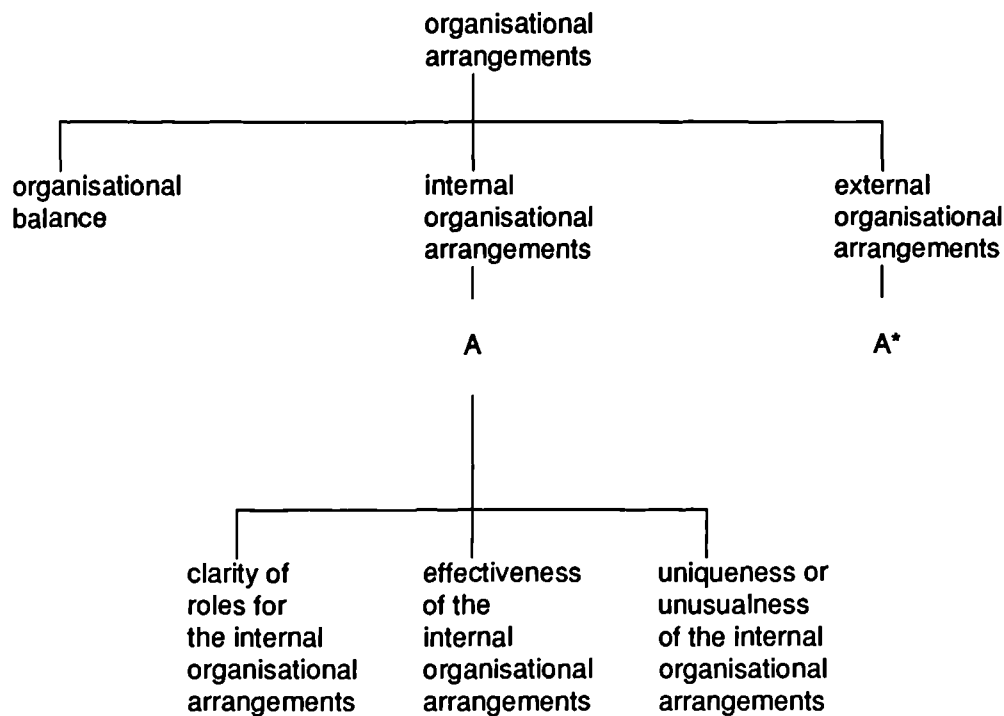 organisational
arrangements
organisational
balance
internal
organisational
arrangements
external
organisational
arrangements
A
A*
clarity of
roles for
the internal
organisational
arrangements
effectiveness
of the
internal
organisational
arrangements
uniqueness or
unusualness
of the internal
organisational
arrangements